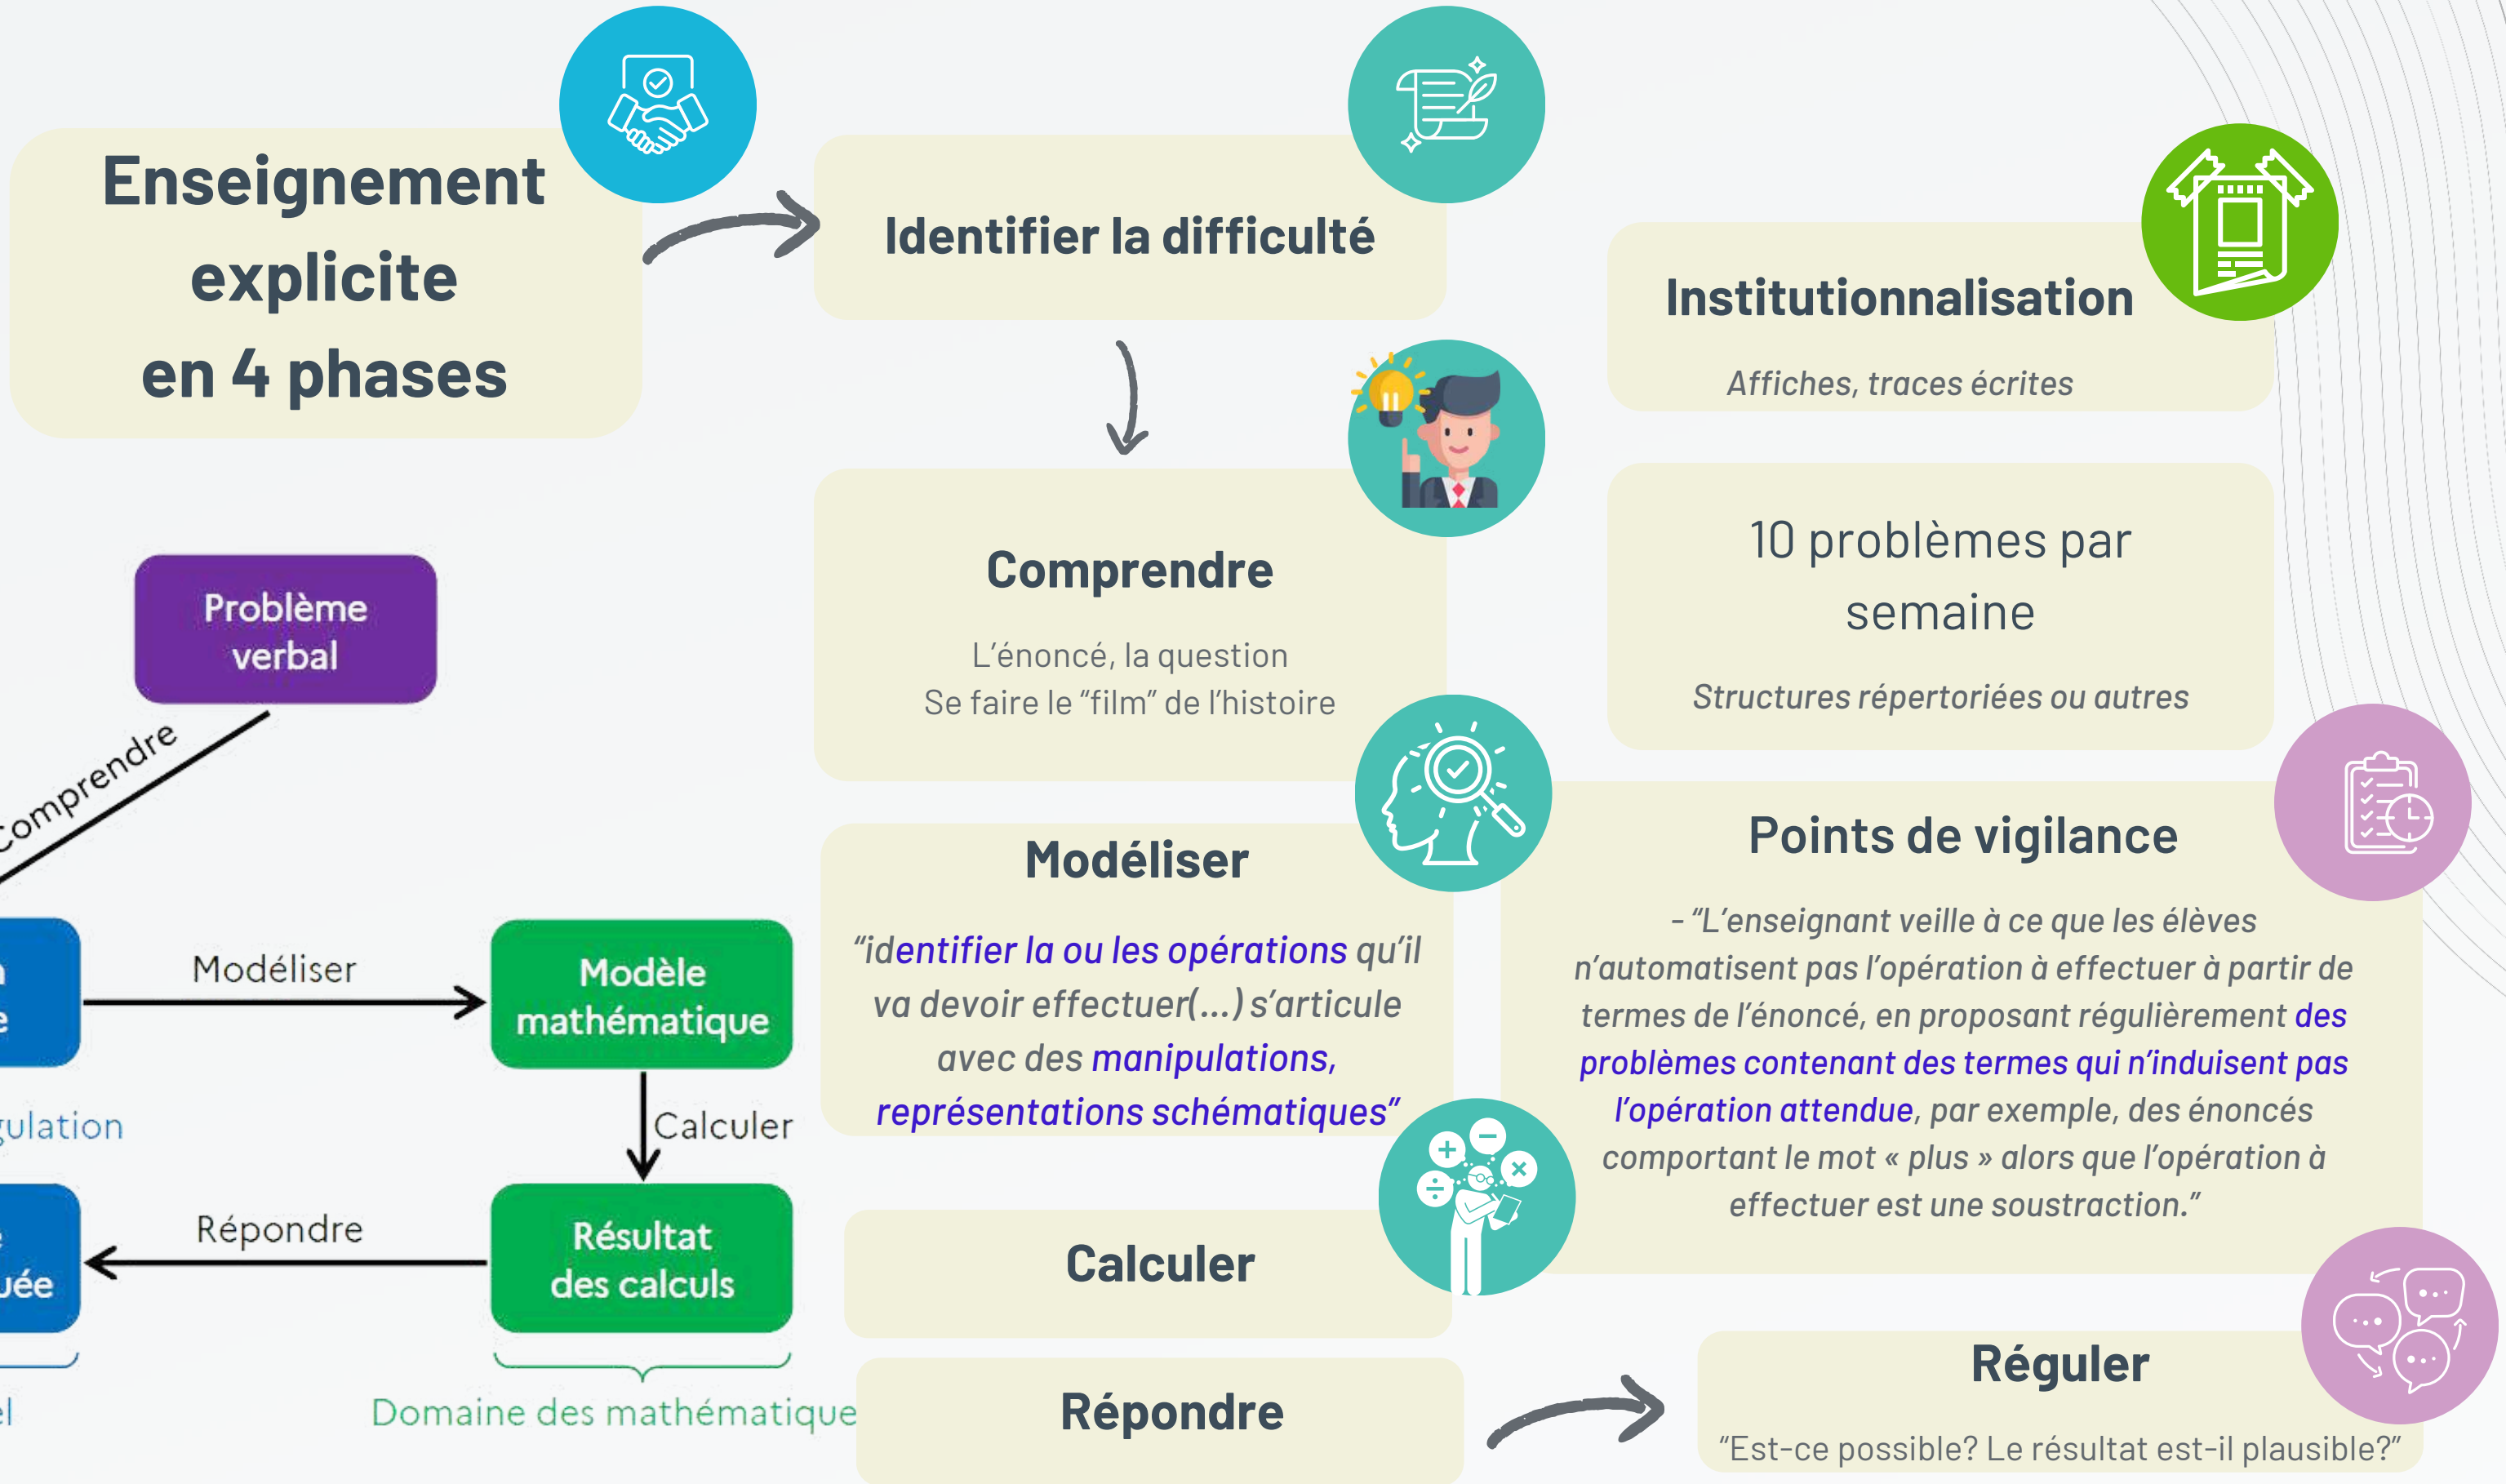 Enseignement
explicite
en 4 phases
Problème
verbal
Comprendre
Modéliser
Modèle
mathématique
Calculer
Répondre
uée
Résultat
des calculs
Domaine des mathématique
Identifier la difficulté
Comprendre
L’énoncé, la question
Se faire le “film” de l’histoire
Modéliser
“identifier la ou les opérations qu’il
va devoir effectuer(...) s’articule
avec des manipulations,
représentations schématiques”
Calculer
Répondre
Institutionnalisation
Affiches, traces écrites
10 problèmes par
semaine
Structures répertoriées ou autres
Points de vigilance
- “L’enseignant veille à ce que les élèves
n’automatisent pas l’opération à effectuer à partir de
termes de l’énoncé, en proposant régulièrement des
problèmes contenant des termes qui n’induisent pas
l’opération attendue, par exemple, des énoncés
comportant le mot « plus » alors que l’opération à
effectuer est une soustraction.”
Réguler
“Est-ce possible? Le résultat est-il plausible?”